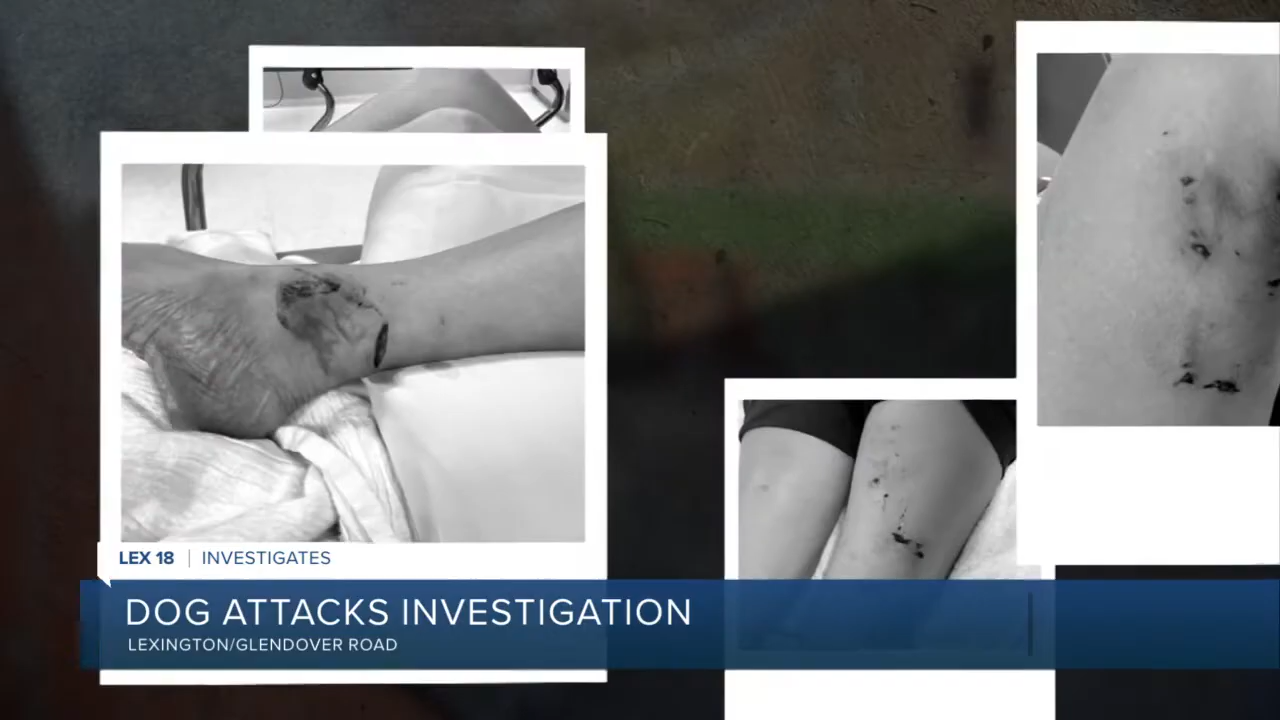 LEX 18 | INVESTIGATES
DOG ATTACKS INVESTIGATION
LEXINGTON/GLENDOVER ROAD